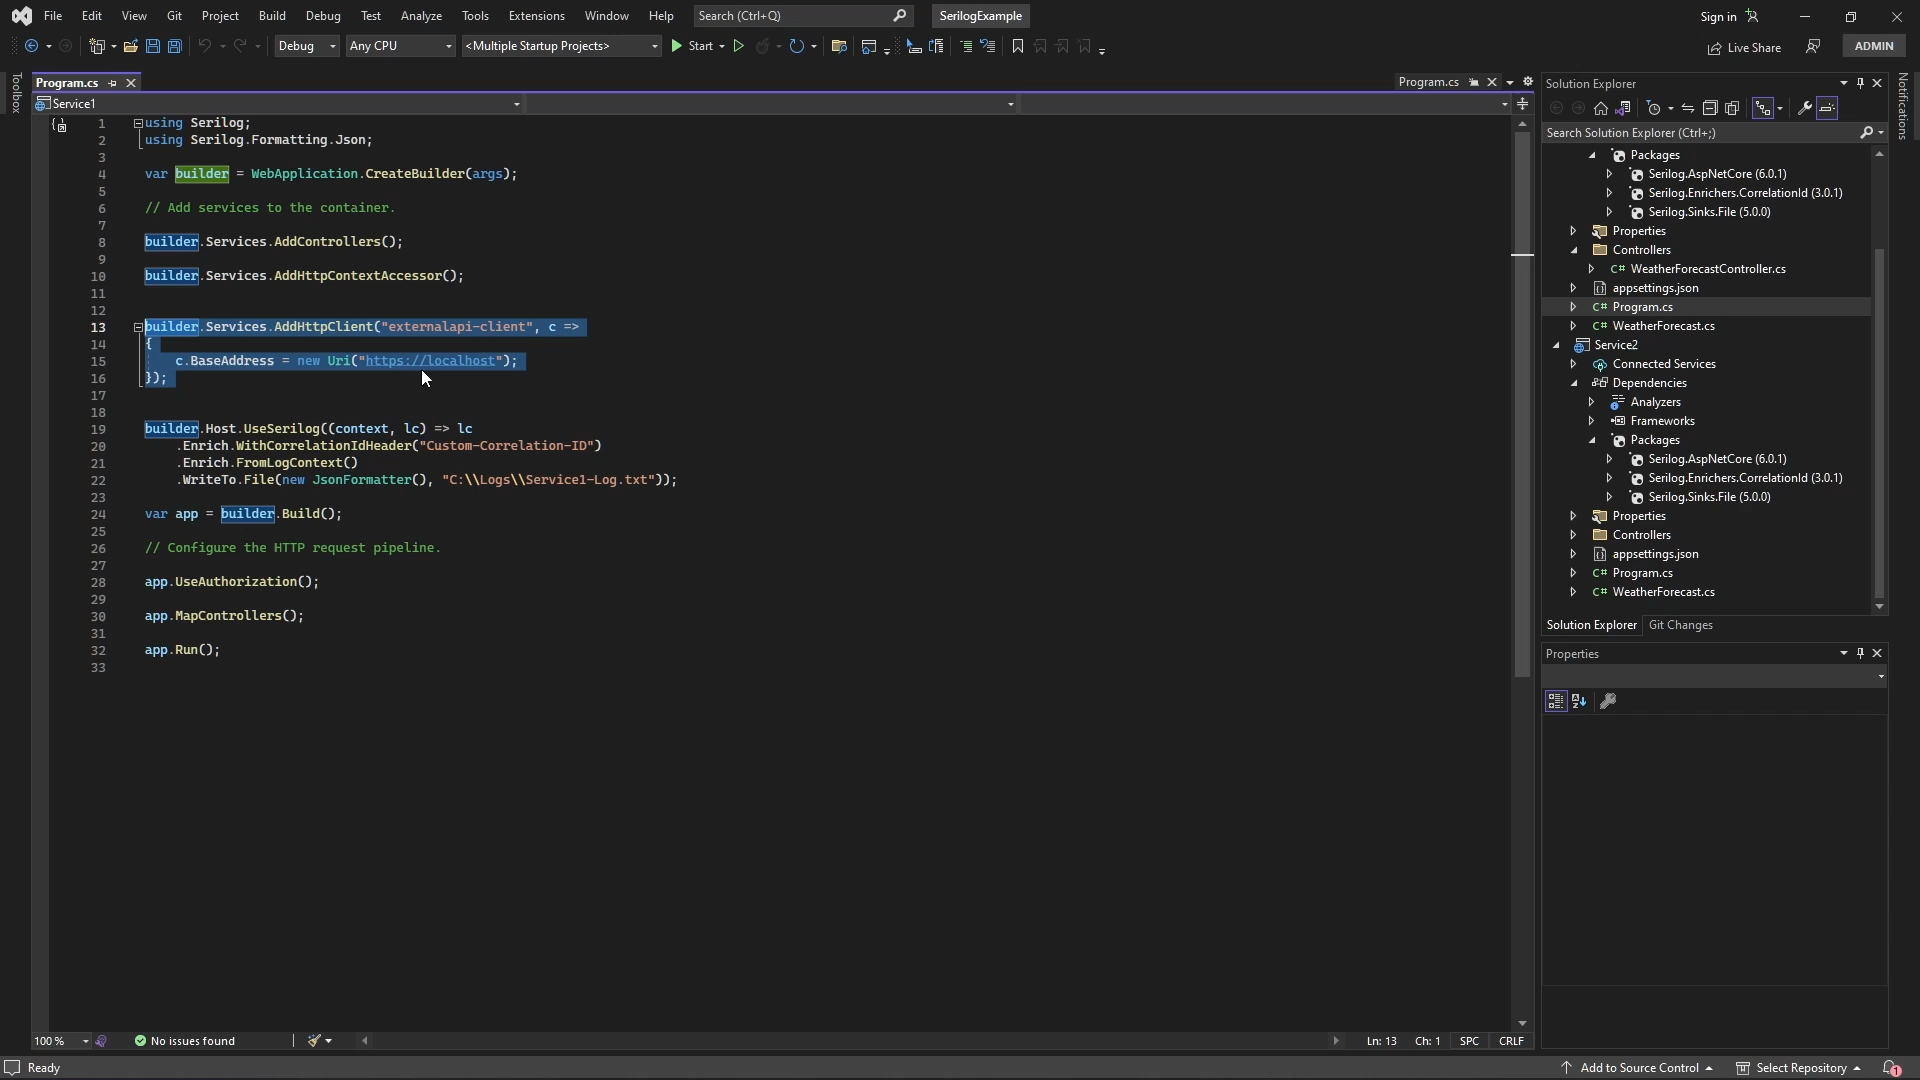 File Edit View Git Project Build Debug Test Analyze Tools Extensions Window Help Search (Ctrl+Q) SerilogExample Sign in
Debug Any CPU <Multiple Startup Projects> Start Live Share ADMIN
Toolbox
Program.cs Program.cs
Service1
1 using Serilog;
2 using Serilog.Formatting.Json;
3
4 var builder = WebApplication.CreateBuilder(args);
5
6 // Add services to the container.
7
8 builder.Services.AddControllers();
9
10 builder.Services.AddHttpContextAccessor();
11
12
13 builder.Services.AddHttpClient("externalapi-client", c =>
14 {
15 c.BaseAddress = new Uri("https://localhost");
16 });
17
18
19 builder.Host.UseSerilog((context, lc) => lc
20 .Enrich.WithCorrelationIdHeader("Custom-Correlation-ID")
21 .Enrich.FromLogContext()
22 .WriteTo.File(new JsonFormatter(), "C:\\Logs\\Service1-Log.txt"));
23
24 var app = builder.Build();
25
26 // Configure the HTTP request pipeline.
27
28 app.UseAuthorization();
29
30 app.MapControllers();
31
32 app.Run();
33
100 % No issues found Ln: 13 Ch: 1 SPC CRLF
Solution Explorer
Search Solution Explorer (Ctrl+;)
Packages
Serilog.AspNetCore (6.0.1)
Serilog.Enrichers.CorrelationId (3.0.1)
Serilog.Sinks.File (5.0.0)
Properties
Controllers
C# WeatherForecastController.cs
appsettings.json
C# Program.cs
C# WeatherForecast.cs
Service2
Connected Services
Dependencies
Analyzers
Frameworks
Packages
Serilog.AspNetCore (6.0.1)
Serilog.Enrichers.CorrelationId (3.0.1)
Serilog.Sinks.File (5.0.0)
Properties
Controllers
appsettings.json
C# Program.cs
C# WeatherForecast.cs
Solution Explorer Git Changes
Properties
Notifications
Ready Add to Source Control Select Repository 1